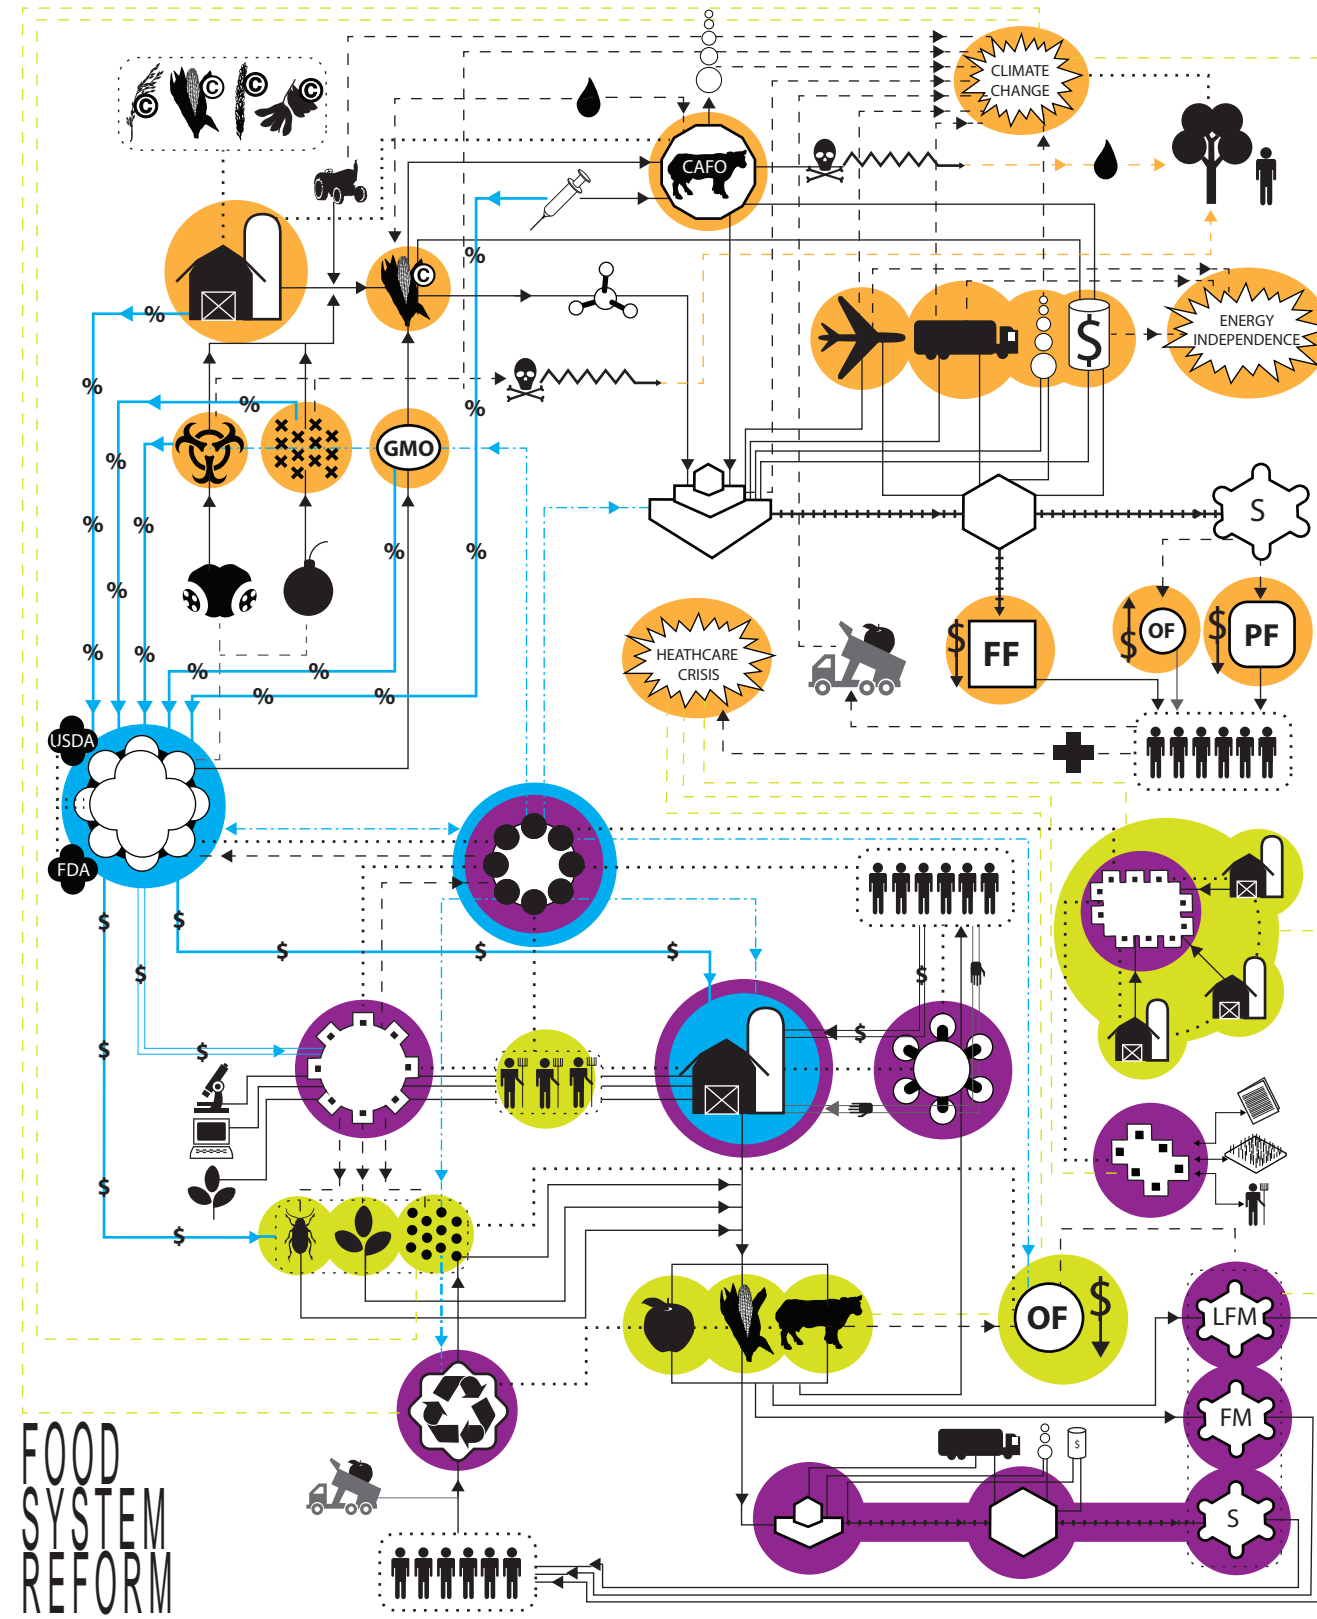 CLIMATE
CHANGE
©
©
©
©
CAFO
©
%
ENERGY
INDEPENDENCE
$
%
%
%
%
%
GMO
%
%
%
%
%
S
%
%
%
%
%
%
%
HEATHCARE
CRISIS
$
FF
$
OF
$
PF
USDA
FDA
$
$
$
$
$
$
$
$
$
$
$
$
OF
$
LFM
FM
$
S
FOOD
SYSTEM
REFORM